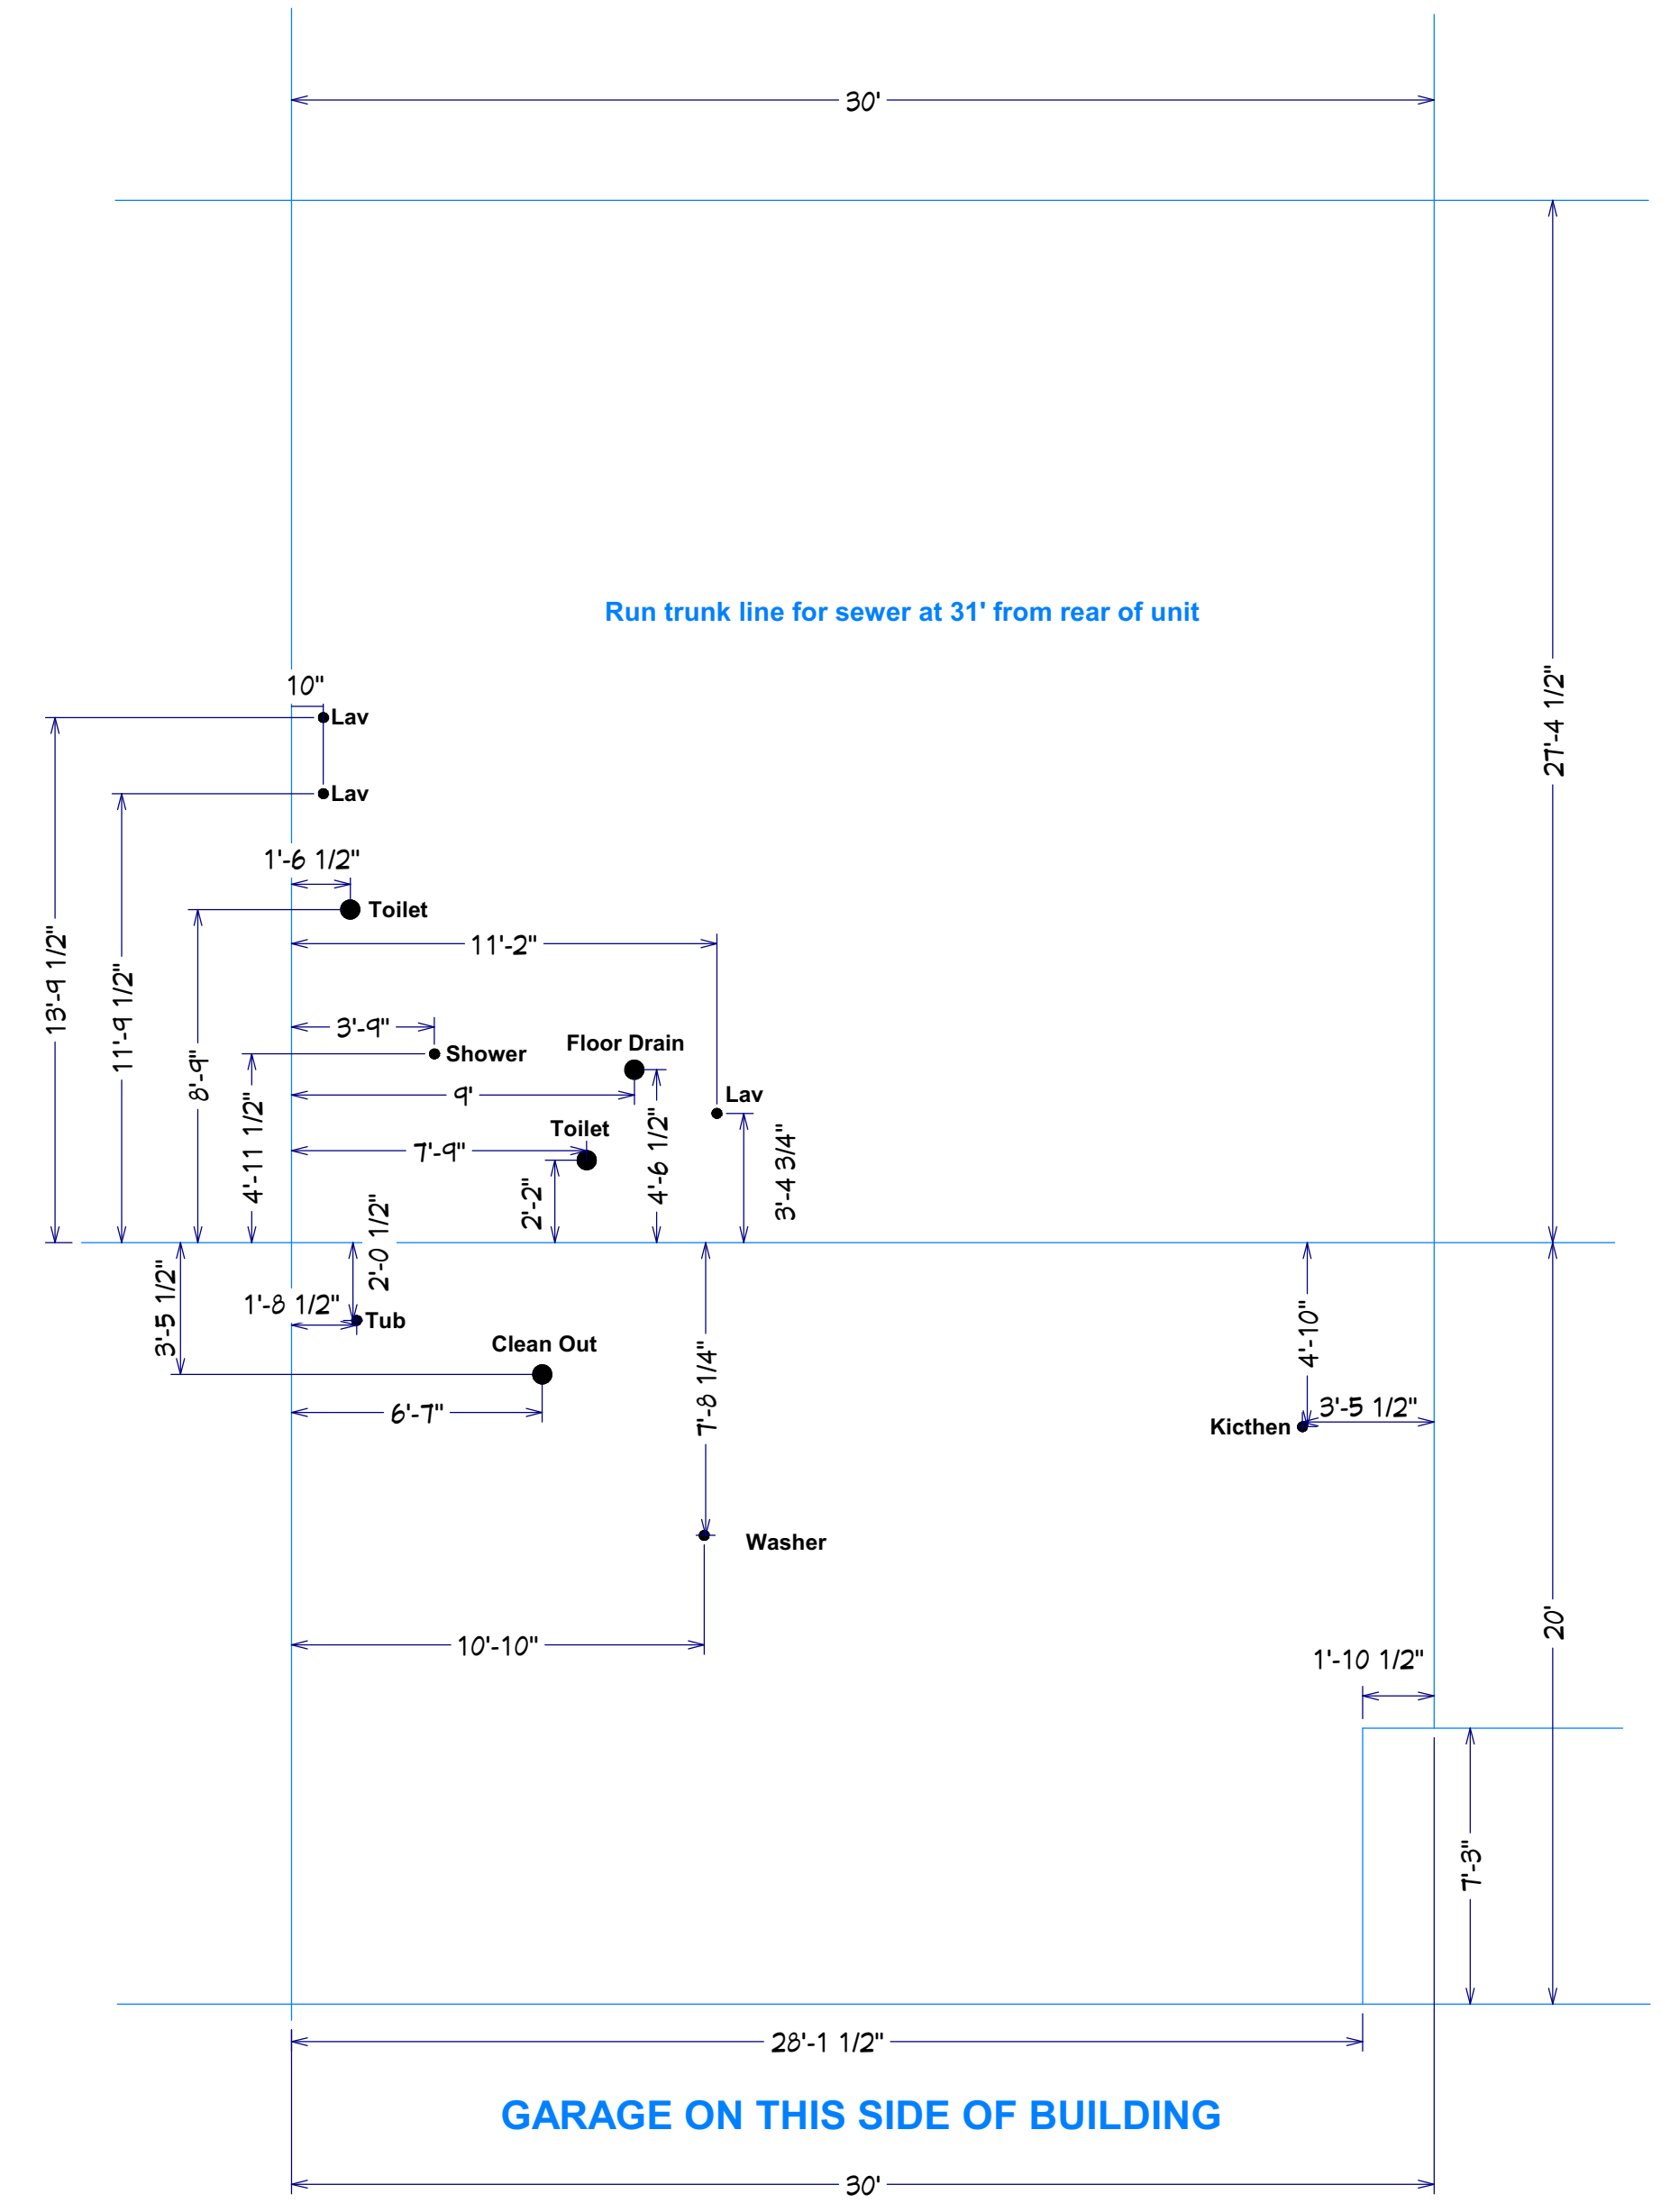 30'
Run trunk line for sewer at 31' from rear of unit
27'-4 1/2"
10"
Lav
Lav
1'-6 1/2"
Toilet
11'-2"
13'-9 1/2"
11'-9 1/2"
8'-9"
3'-9"
Shower
Floor Drain
9'
Lav
Toilet
7'-9"
4'-11 1/2"
2'-2"
4'-6 1/2"
3'-4 3/4"
2'-0 1/2"
3'-5 1/2"
1'-8 1/2"
Tub
Clean Out
6'-7"
7'-8 1/4"
4'-10"
3'-5 1/2"
Kicthen
Washer
10'-10"
20'
1'-10 1/2"
7'-3"
28'-1 1/2"
GARAGE ON THIS SIDE OF BUILDING
30'